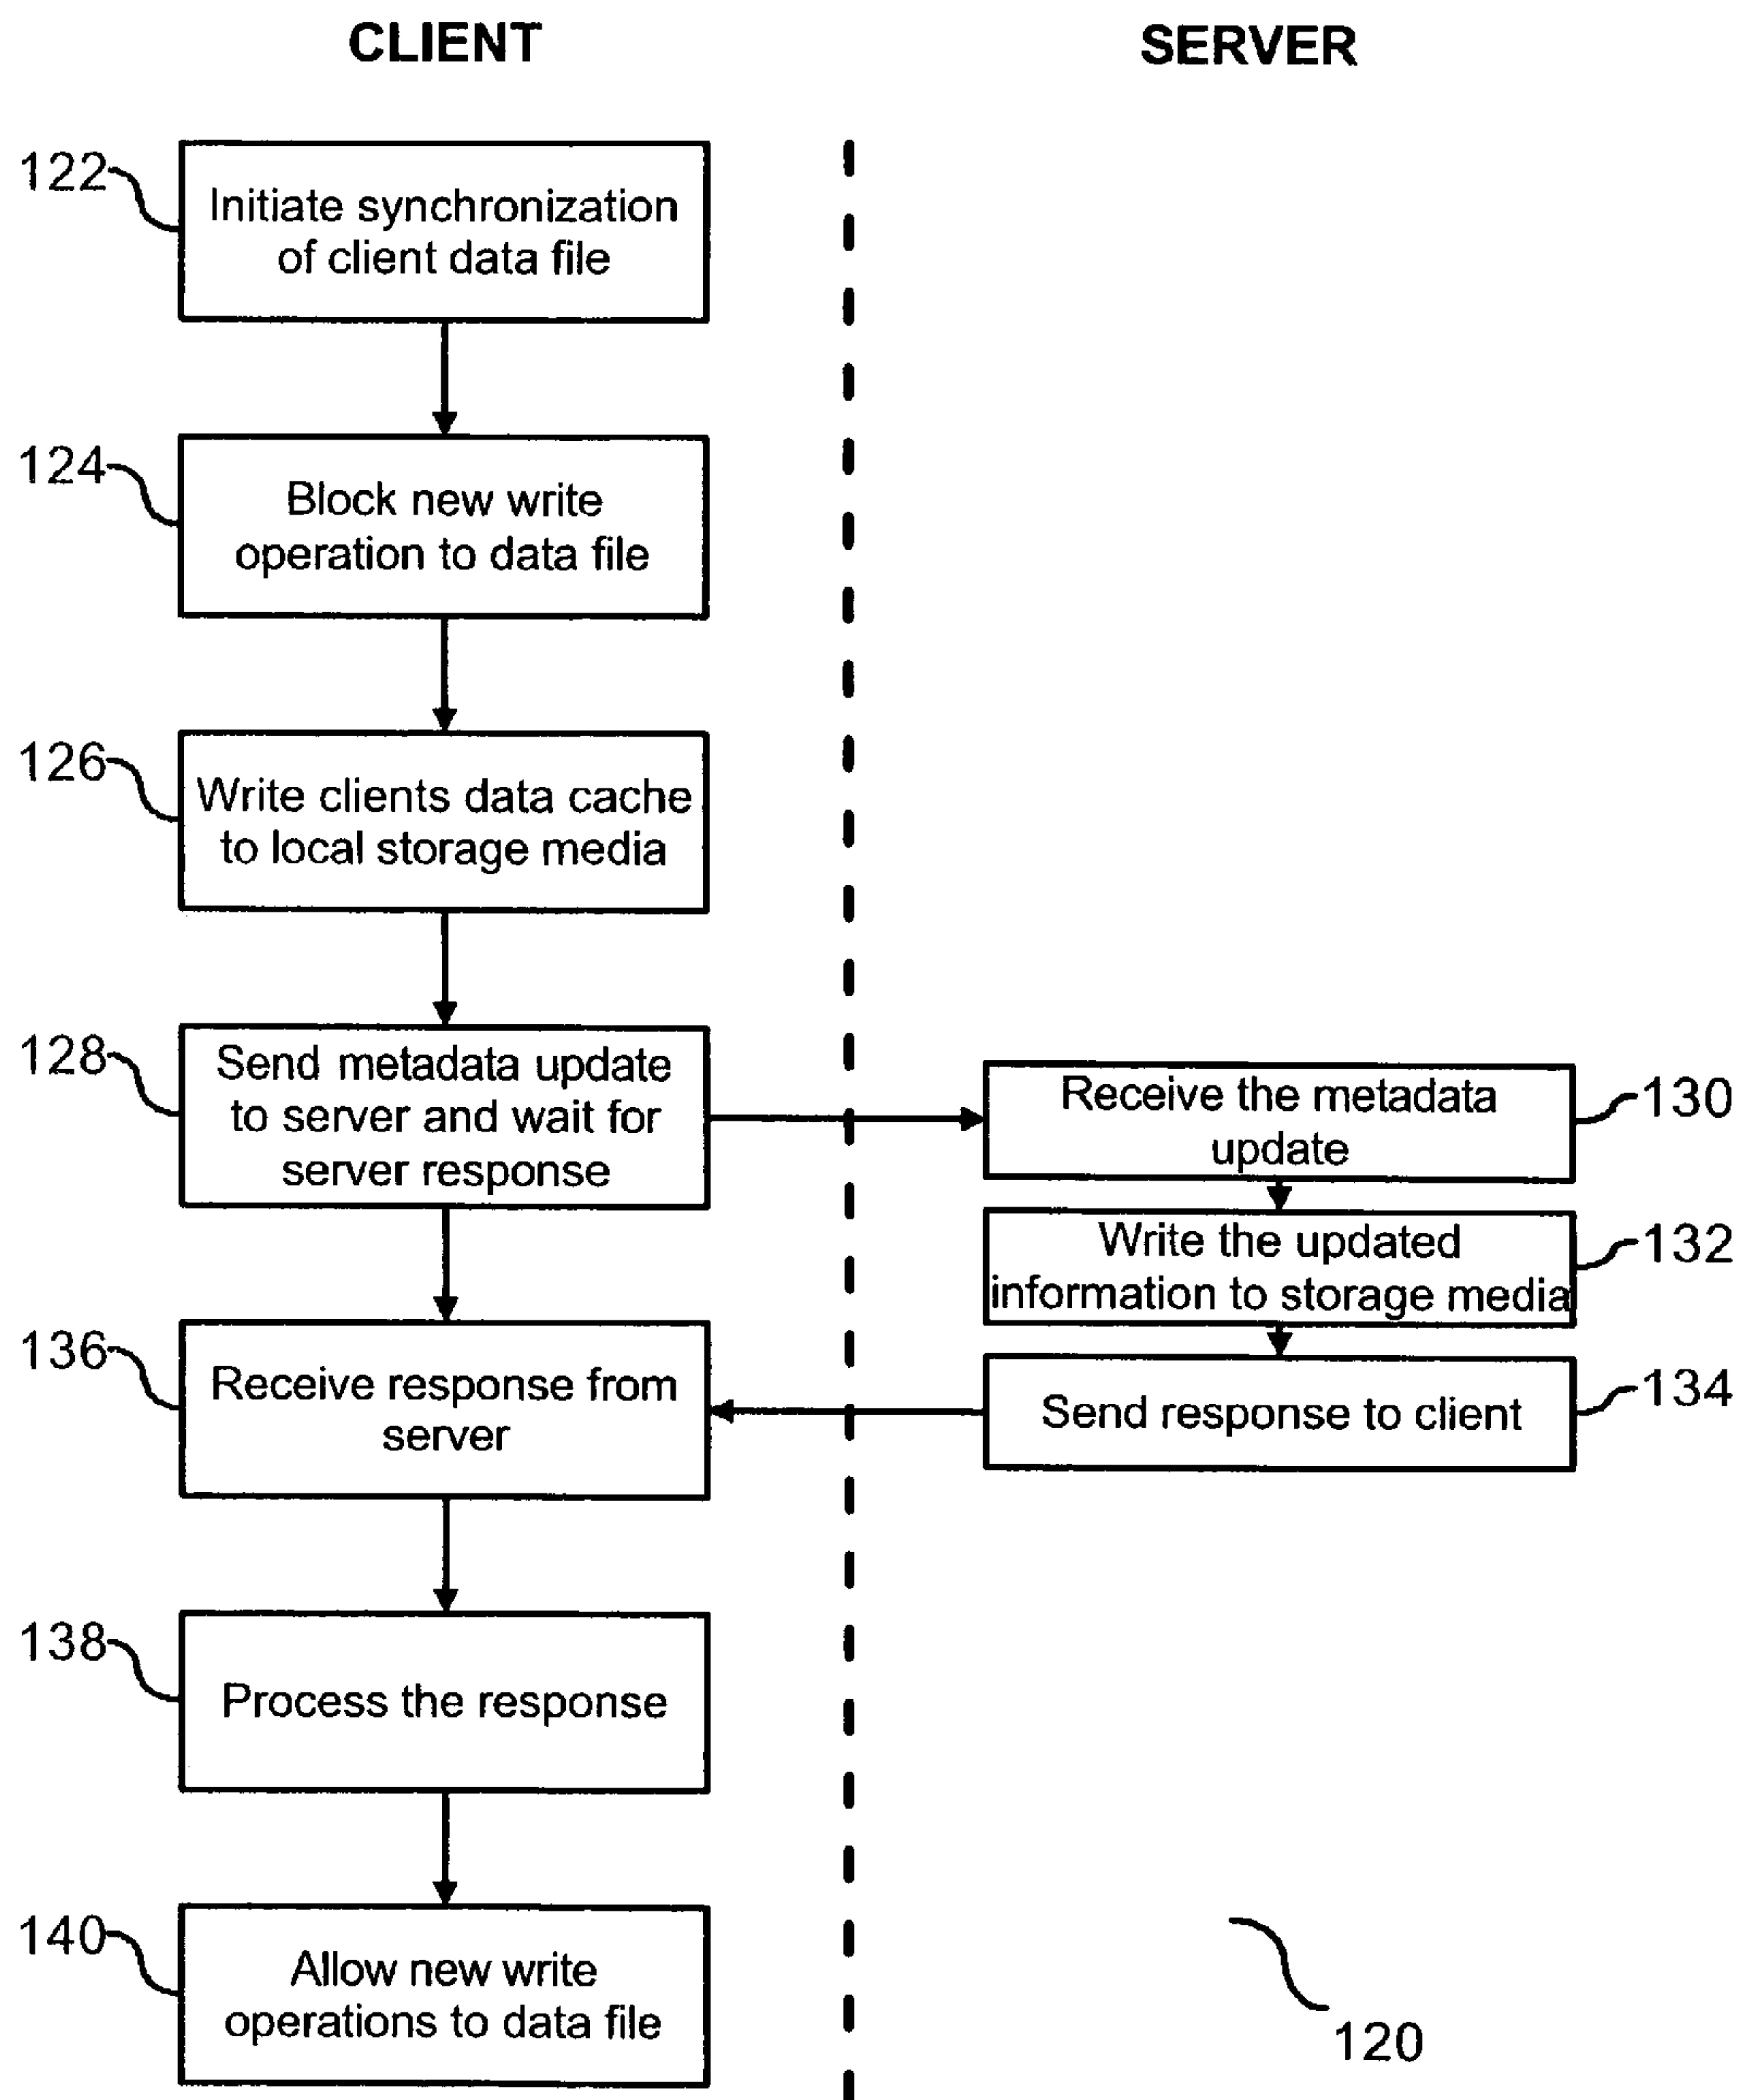 CLIENT
SERVER
122
Initiate synchronization
of client data file
124
Block new write
operation to data file
126
Write clients data cache
to local storage media
128
Send metadata update
to server and wait for
server response
Receive the metadata
update
130
Write the updated
information to storage media
132
136
Receive response from
server
Send response to client
134
138
Process the response
140
Allow new write
operations to data file
120